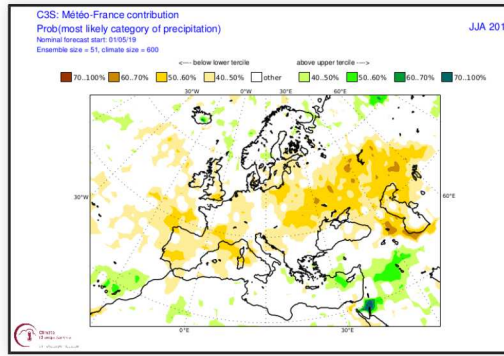 C3S: Météo-France contribution
Prob(most likely category of precipitation)
JJA 201
Nominal forecast start: 01/05/19
Ensemble size = 51, climate size = 600
<---- below lower tercile above upper tercile ---->
70..100% 60..70% 50..60% 40..50% other 40..50% 50..60% 60..70% 70..100%
30°W 0°E 30°E 60°E
30°W 60°E
0°E 30°E
Climate